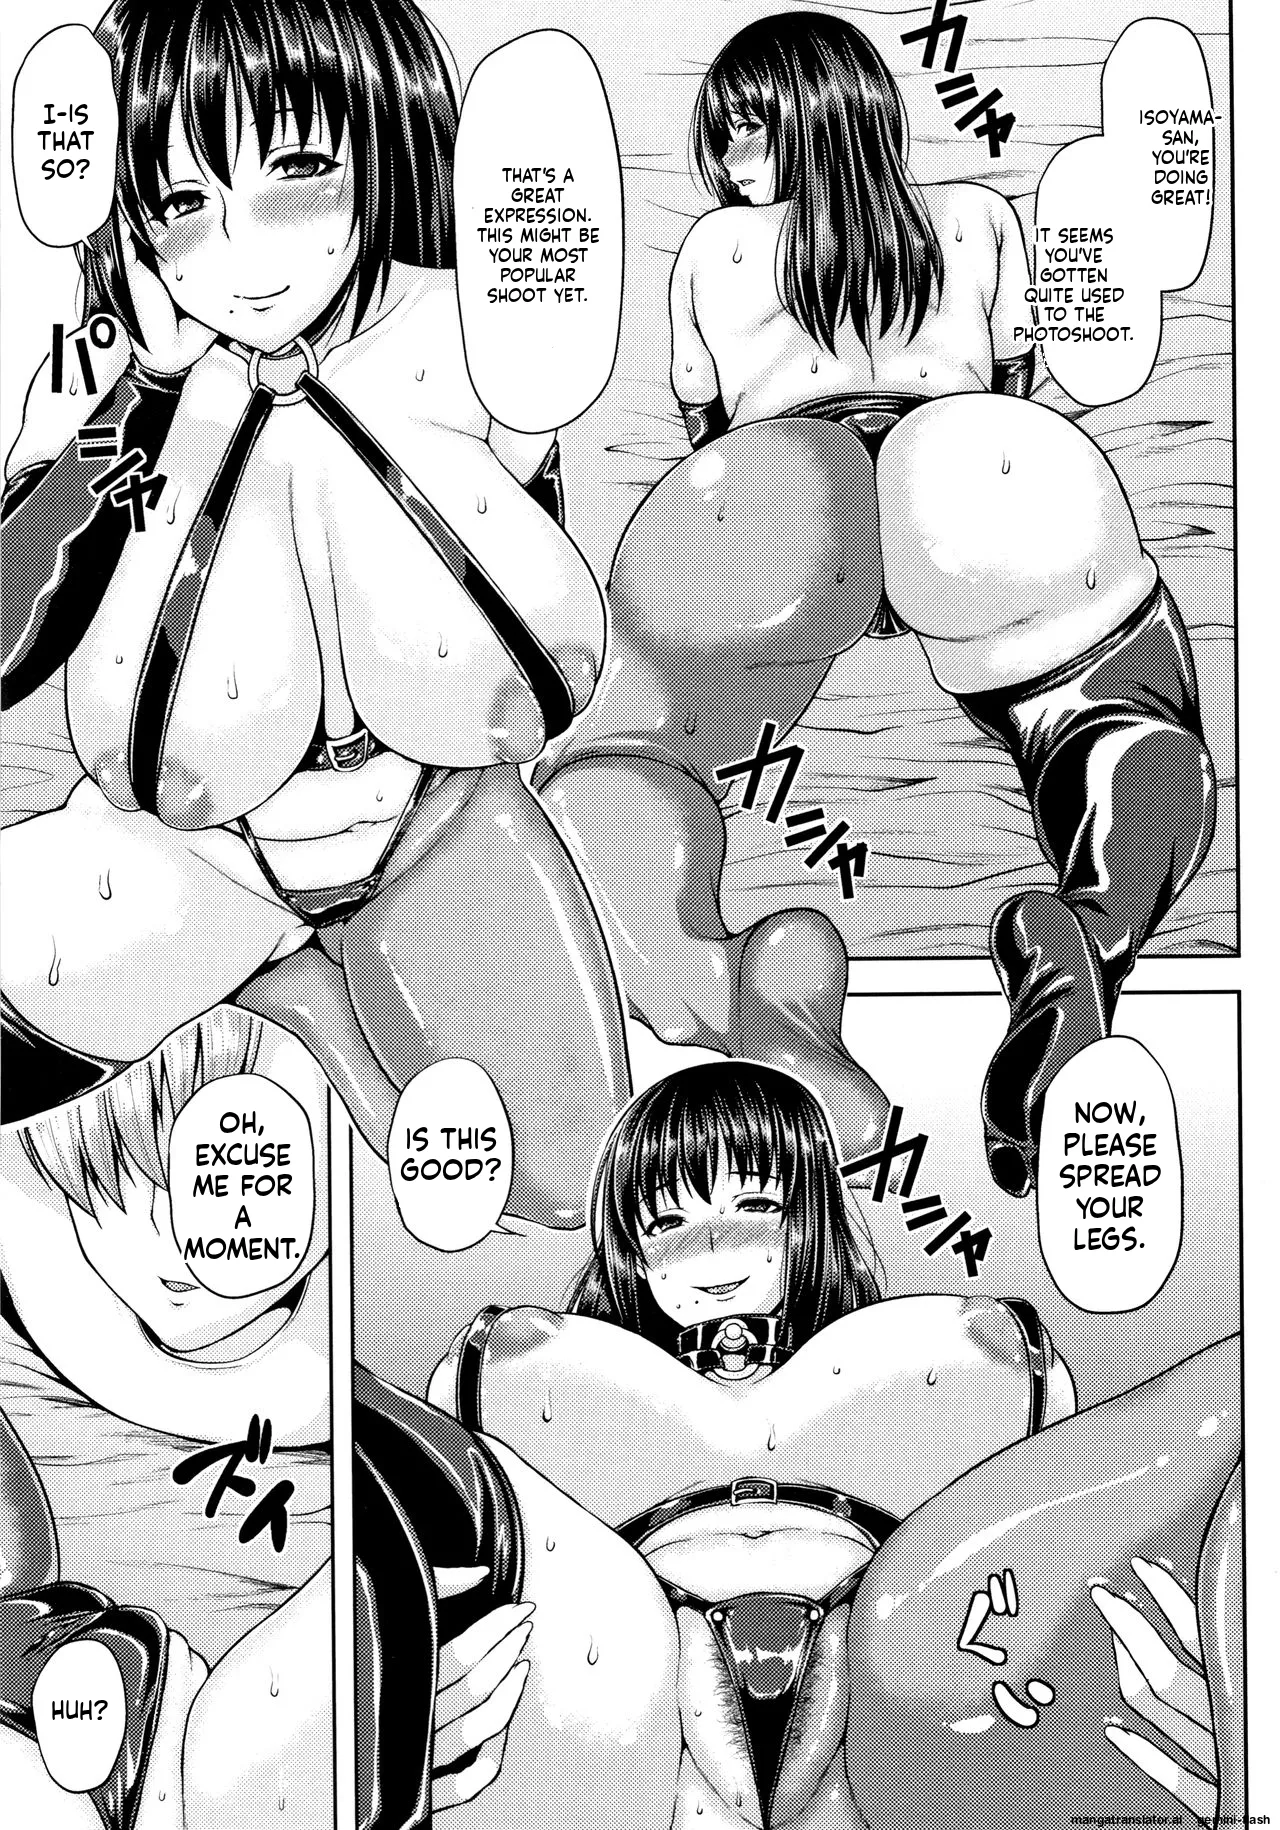 ISOYAMA-
SAN,
YOU'RE
DOING
GREAT!
IT SEEMS
YOU'VE
GOTTEN
QUITE USED
TO THE
PHOTOSHOOT.
カシャ
THAT'S A
GREAT
EXPRESSION.
THIS MIGHT BE
YOUR MOST
POPULAR
SHOOT YET.
I-IS
THAT
SO?
パシャ
カシャ
NOW,
PLEASE
SPREAD
YOUR
LEGS.
カシャ
IS THIS
GOOD?
ぐい
OH,
EXCUSE
ME FOR
A
MOMENT.
ズイ
HUH?
mangatranslator.ai gemini-flash